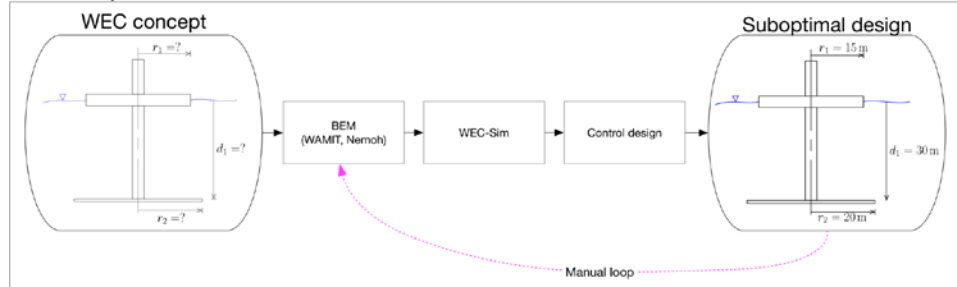 WEC concept
Suboptimal design
r₁ =?
r₁ = 15 m
BEM
(WAMIT, Nemoh)
WEC-Sim
Control design
d₁ =?
d₁ = 30 m
r₂ =?
r₂ = 20 m
Manual loop